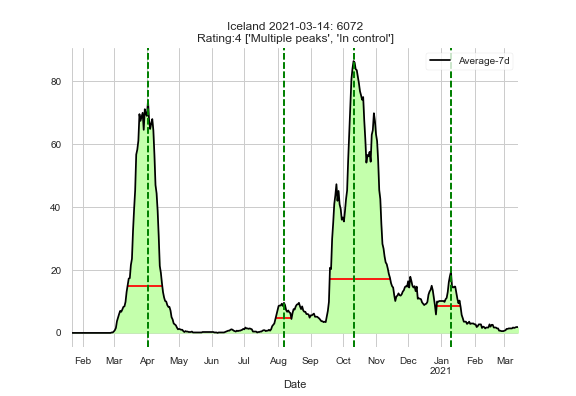 Iceland 2021-03-14: 6072
Rating:4 ['Multiple peaks', 'In control']
Average-7d
80
60
40
20
0
Feb Mar Apr May Jun Jul Aug Sep Oct Nov Dec Jan Feb Mar
2021
Date